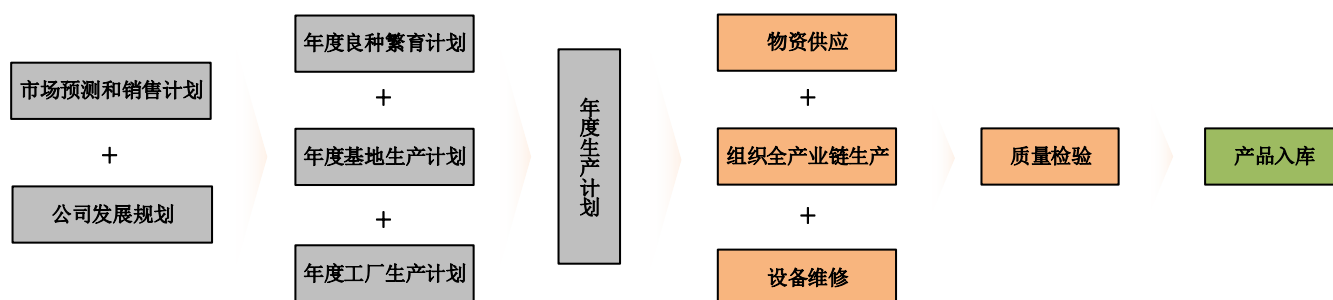 市场预测和销售计划
+
公司发展规划
年度良种繁育计划
+
年度基地生产计划
+
年度工厂生产计划
年度生产计划
物资供应
+
组织全产业链生产
+
设备维修
质量检验
产品入库